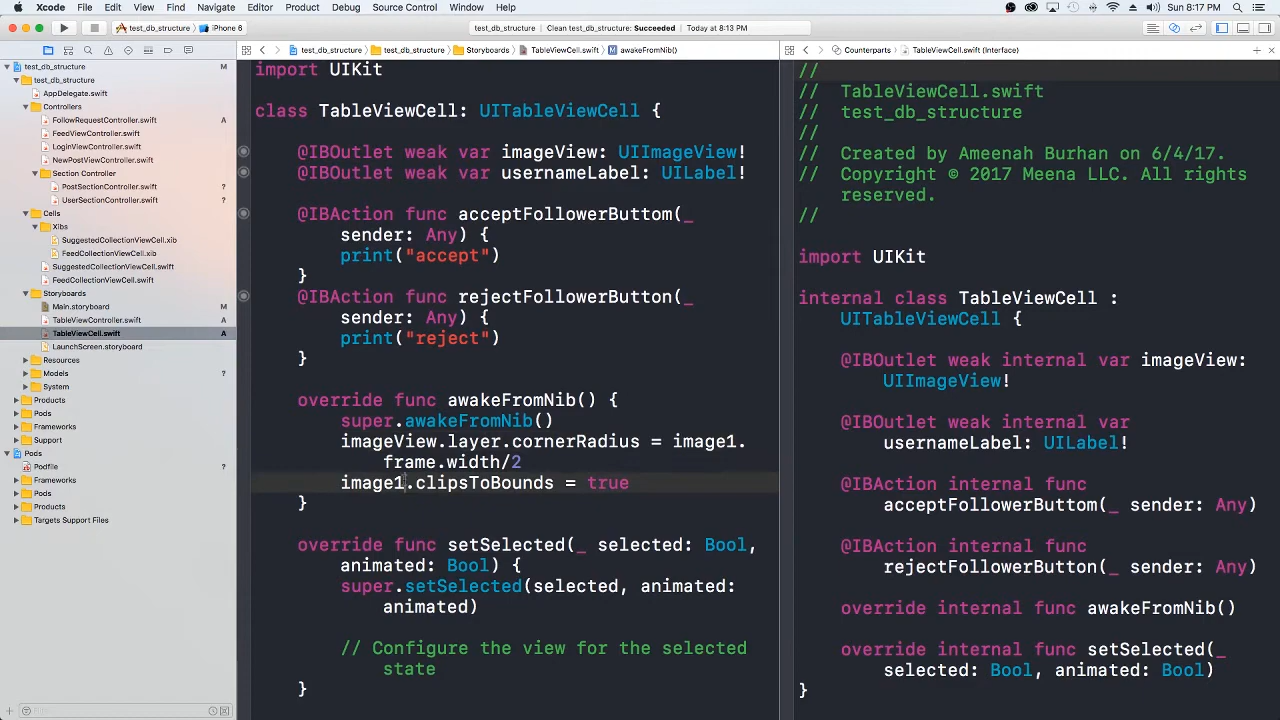 Xcode File Edit View Find Navigate Editor Product Debug Source Control Window Help
Sun 8:17 PM
test_db_structure iPhone 6
test_db_structure | Clean test_db_structure: Succeeded | Today at 8:13 PM
test_db_structure test_db_structure Storyboards TableViewCell.swift M awakeFromNib()
Counterparts TableViewCell.swift (Interface)
test_db_structure
test_db_structure
AppDelegate.swift
Controllers
FollowRequestController.swift A
FeedViewController.swift
LoginViewController.swift
NewPostViewController.swift
Section Controller
PostSectionController.swift ?
UserSectionController.swift ?
Cells
Xibs
SuggestedCollectionViewCell.xib
FeedCollectionViewCell.xib
SuggestedCollectionViewCell.swift
FeedCollectionViewCell.swift
Storyboards
Main.storyboard M
TableViewController.swift A
TableViewCell.swift A
LaunchScreen.storyboard
Resources
Models ?
System
Products
Pods
Frameworks
Support
Pods
Podfile
Frameworks
Pods
Products
Targets Support Files
Filter
import UIKit
class TableViewCell: UITableViewCell {
@IBOutlet weak var imageView: UIImageView!
@IBOutlet weak var usernameLabel: UILabel!
@IBAction func acceptFollowerButtom(_
sender: Any) {
print("accept")
}
@IBAction func rejectFollowerButton(_
sender: Any) {
print("reject")
}
override func awakeFromNib() {
super.awakeFromNib()
imageView.layer.cornerRadius = image1.
frame.width/2
image1.clipsToBounds = true
}
override func setSelected(_ selected: Bool,
animated: Bool) {
super.setSelected(selected, animated:
animated)
// Configure the view for the selected
state
}
//
// TableViewCell.swift
// test_db_structure
//
// Created by Ameenah Burhan on 6/4/17.
// Copyright © 2017 Meena LLC. All rights
reserved.
//
import UIKit
internal class TableViewCell :
UITableViewCell {
@IBOutlet weak internal var imageView:
UIImageView!
@IBOutlet weak internal var
usernameLabel: UILabel!
@IBAction internal func
acceptFollowerButtom(_ sender: Any)
@IBAction internal func
rejectFollowerButton(_ sender: Any)
override internal func awakeFromNib()
override internal func setSelected(_
selected: Bool, animated: Bool)
}